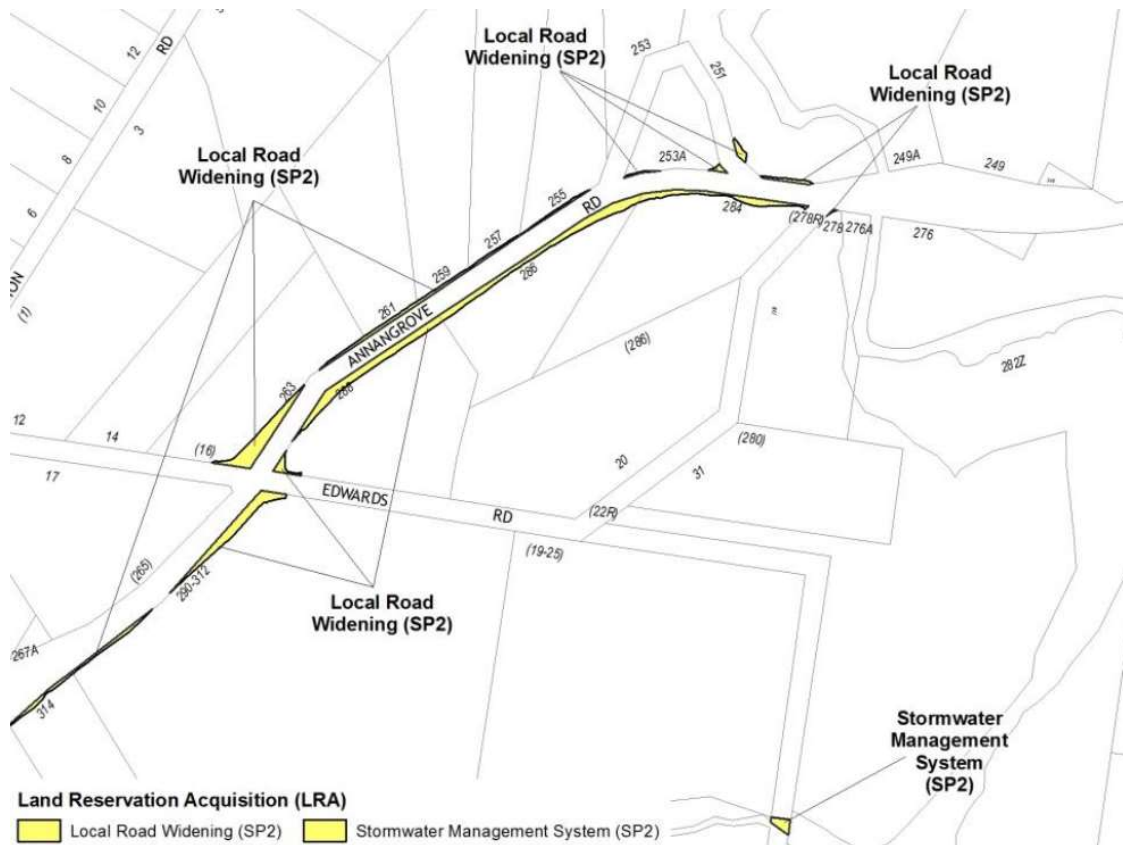 12
RD
10
3
8
6
ON
(1)
Local Road
Widening (SP2)
253
251
Local Road
Widening (SP2)
Local Road
Widening (SP2)
253A
249A
249
255
RD
257
259
261
ANNANGROVE
286
284
(278R)
278
276A
276
263
288
(286)
282Z
12
14
(16)
17
20
31
(280)
EDWARDS
RD
(22R)
(19-25)
(265)
290-312
Local Road
Widening (SP2)
267A
314
Stormwater
Management
System
(SP2)
Land Reservation Acquisition (LRA)
Local Road Widening (SP2)
Stormwater Management System (SP2)